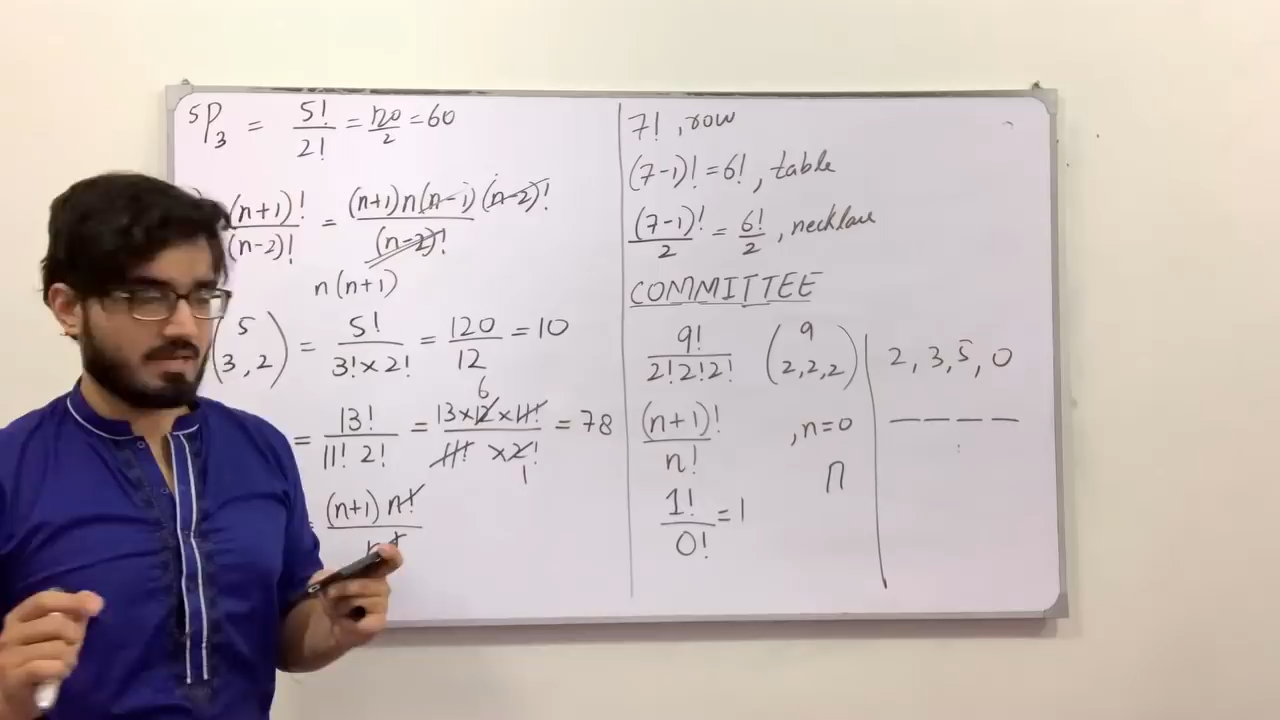 5P3 = 5!/2! = 120/2 = 60
(n+1)!/(n-2)! = (n+1)n(n-1)(n-2)!/(n-2)!
n(n+1)
(5 3,2) = 5!/3!×2! = 120/12 = 10
= 13!/11! 2! = 13×12×11!/11! ×2! = 78
6
1
= (n+1) n!/n!
7! , row
(7-1)! = 6! , table
(7-1)!/2 = 6!/2 , necklace
COMMITTEE
9!/2!2!2! (9 2,2,2)
(n+1)!/n! , n=0
n
1!/0! = 1
2, 3, 5, 0